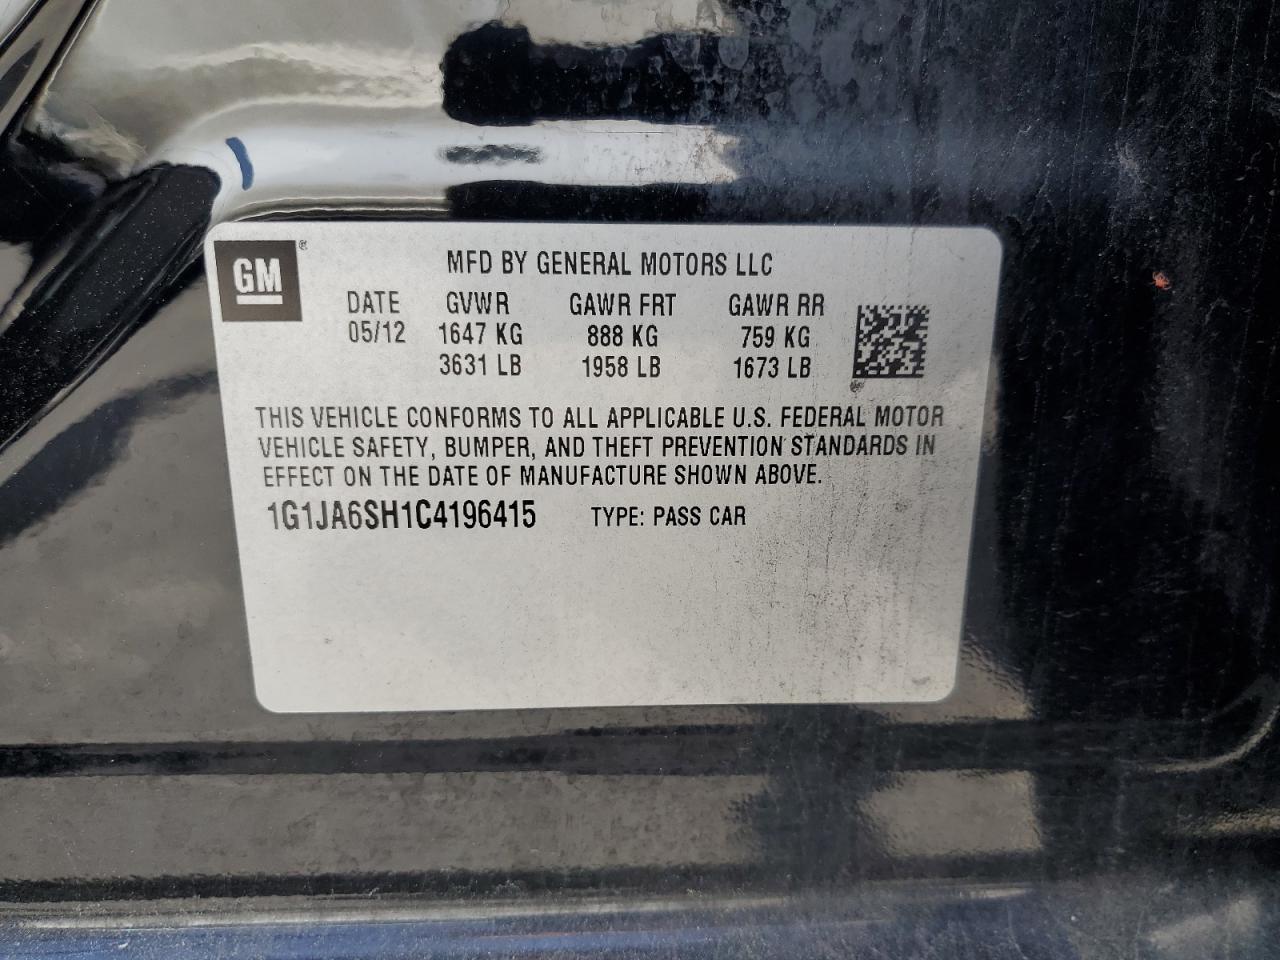 GM ®
MFD BY GENERAL MOTORS LLC
DATE GVWR GAWR FRT GAWR RR
05/12 1647 KG 888 KG 759 KG
3631 LB 1958 LB 1673 LB
THIS VEHICLE CONFORMS TO ALL APPLICABLE U.S. FEDERAL MOTOR
VEHICLE SAFETY, BUMPER, AND THEFT PREVENTION STANDARDS IN
EFFECT ON THE DATE OF MANUFACTURE SHOWN ABOVE.
1G1JA6SH1C4196415 TYPE: PASS CAR